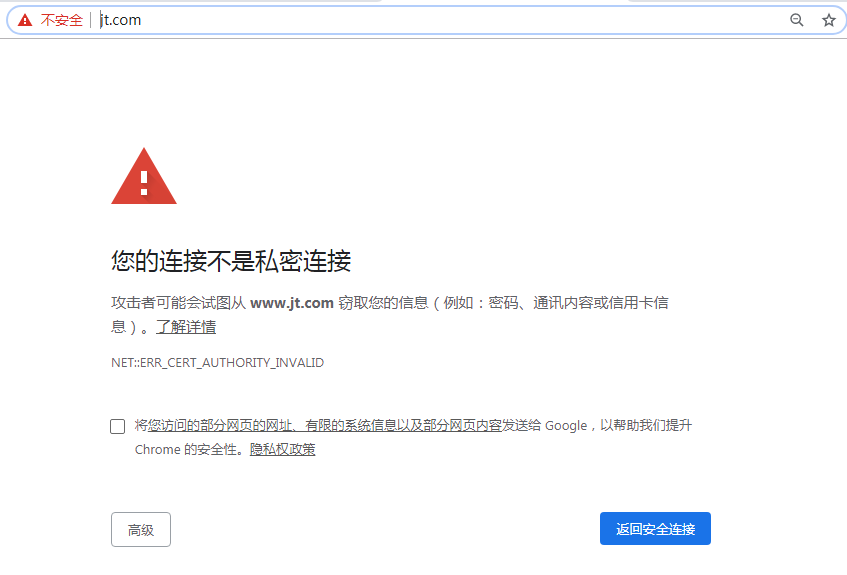 不安全 | jt.com
您的连接不是私密连接
攻击者可能会试图从 www.jt.com 窃取您的信息（例如：密码、通讯内容或信用卡信
息）。了解详情
NET::ERR_CERT_AUTHORITY_INVALID
将您访问的部分网页的网址、有限的系统信息以及部分网页内容发送给 Google，以帮助我们提升
Chrome 的安全性。隐私权政策
高级
返回安全连接